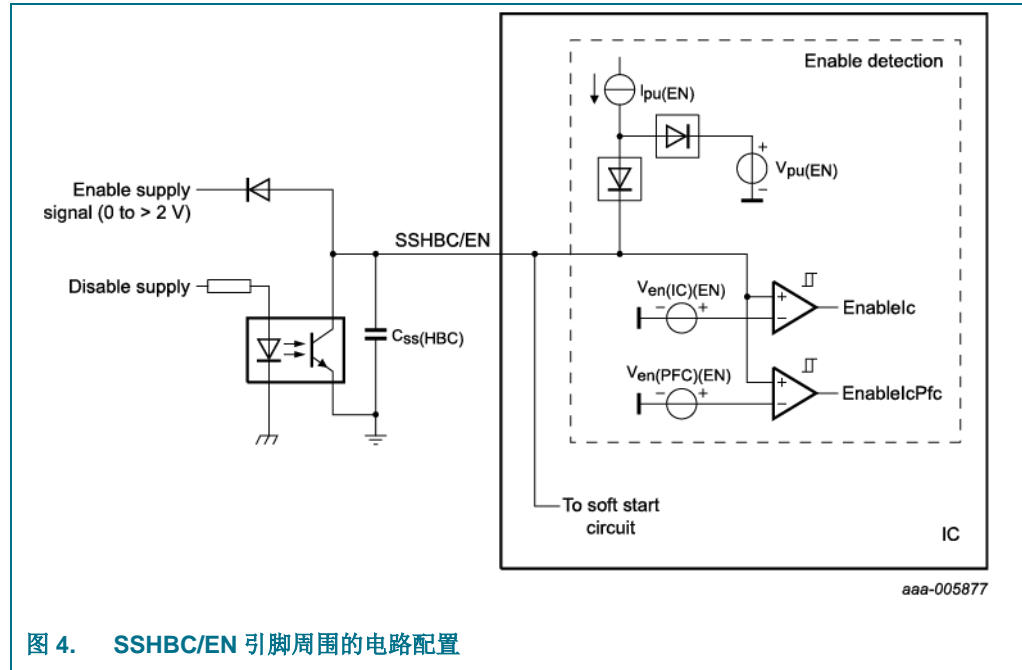 Enable detection
Ipu(EN)
Vpu(EN)
+
−
Enable supply
signal (0 to > 2 V)
SSHBC/EN
Disable supply
Css(HBC)
Ven(IC)(EN)
− +
+
−
EnableIc
Ven(PFC)(EN)
− +
+
−
EnableIcPfc
To soft start
circuit
IC
aaa-005877
图 4. SSHBC/EN 引脚周围的电路配置